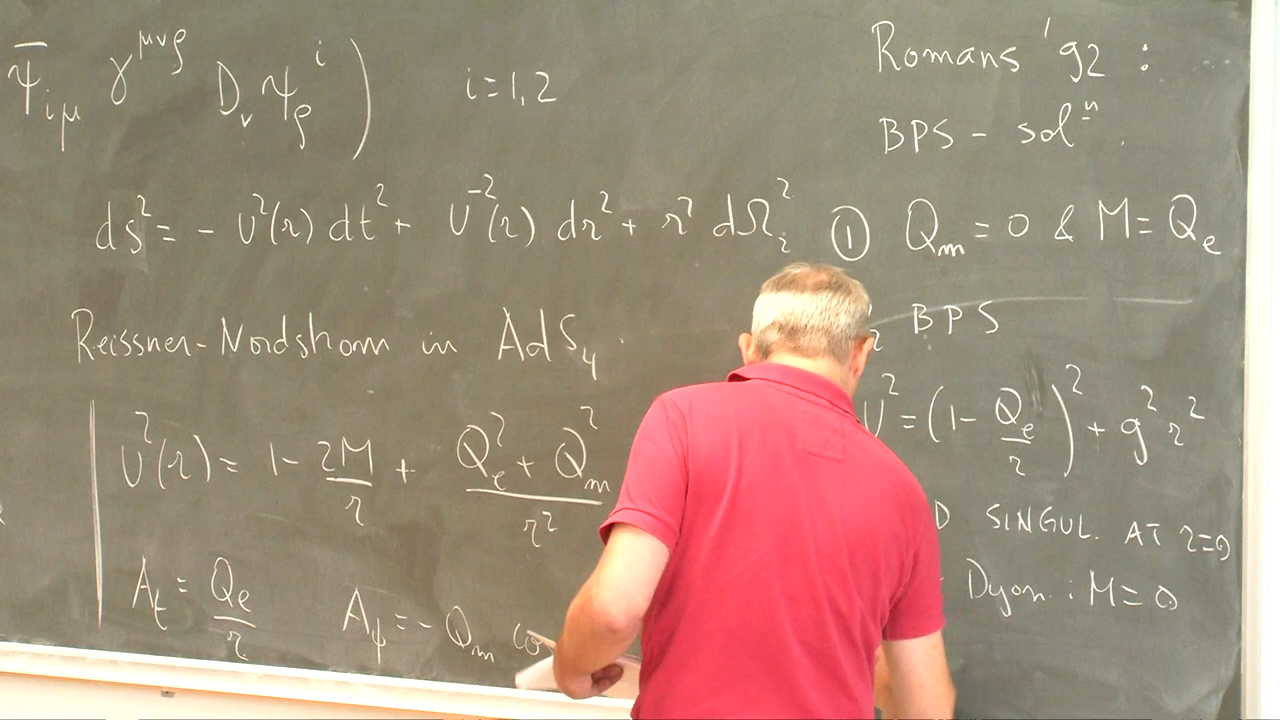 ψ̄_{iμ} γ^{μνρ} D_ν ψ_ρ^i ) i=1,2
ds² = - U²(r) dt² + U⁻²(r) dr² + r² dΩ₂²
Reissner-Nordstrom in AdS₄.
U²(r) = 1 - 2M/r + (Q_e² + Q_m²)/r²
A_t = Q_e/r A_φ = - Q_m co
Romans '92 :
BPS - solⁿ.
① Q_m = 0 & M = Q_e
BPS
U² = (1 - Q_e/r)² + g² r²
D SINGUL. AT r=0
Dyon : M = 0